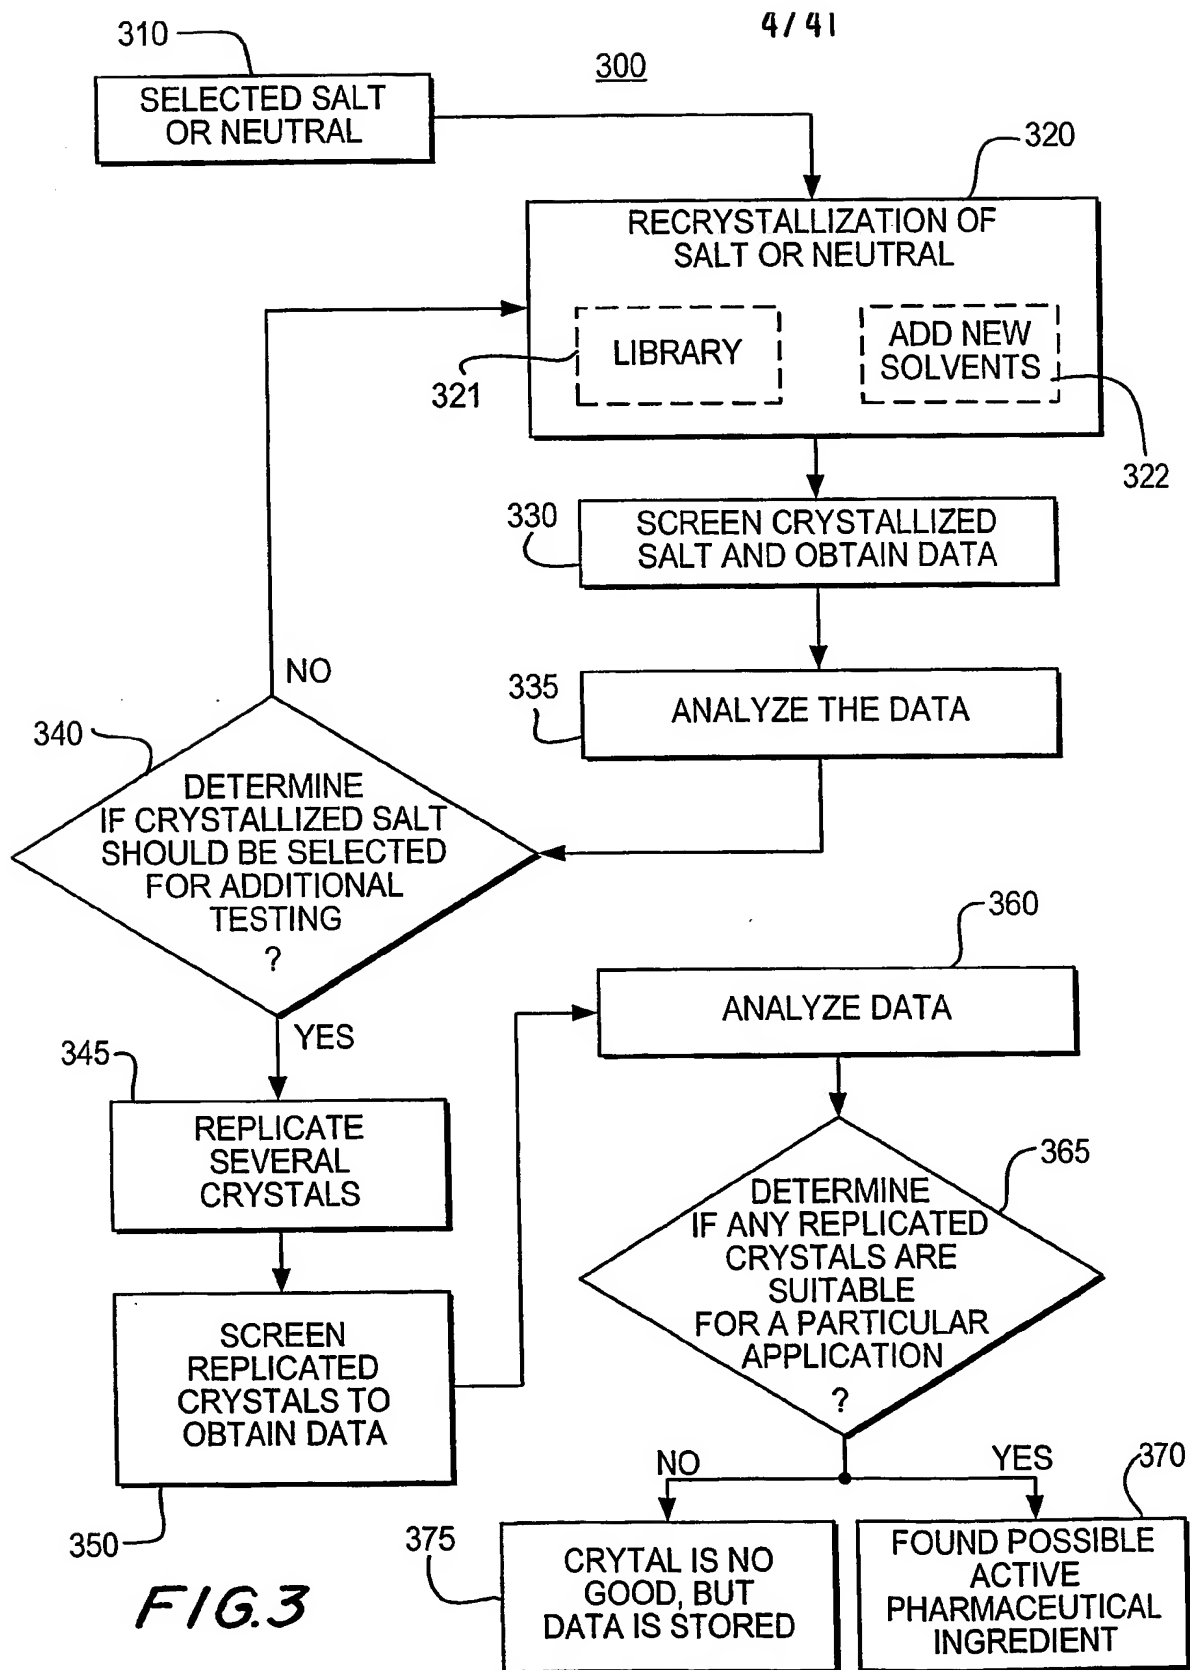 4/41
300
310
SELECTED SALT
OR NEUTRAL
320
RECRYSTALLIZATION OF
SALT OR NEUTRAL
LIBRARY
321
ADD NEW
SOLVENTS
322
330
SCREEN CRYSTALLIZED
SALT AND OBTAIN DATA
335
ANALYZE THE DATA
NO
340
DETERMINE
IF CRYSTALLIZED SALT
SHOULD BE SELECTED
FOR ADDITIONAL
TESTING
?
YES
345
REPLICATE
SEVERAL
CRYSTALS
SCREEN
REPLICATED
CRYSTALS TO
OBTAIN DATA
350
360
ANALYZE DATA
365
DETERMINE
IF ANY REPLICATED
CRYSTALS ARE
SUITABLE
FOR A PARTICULAR
APPLICATION
?
NO
YES
370
375
CRYTAL IS NO
GOOD, BUT
DATA IS STORED
FOUND POSSIBLE
ACTIVE
PHARMACEUTICAL
INGREDIENT
FIG.3